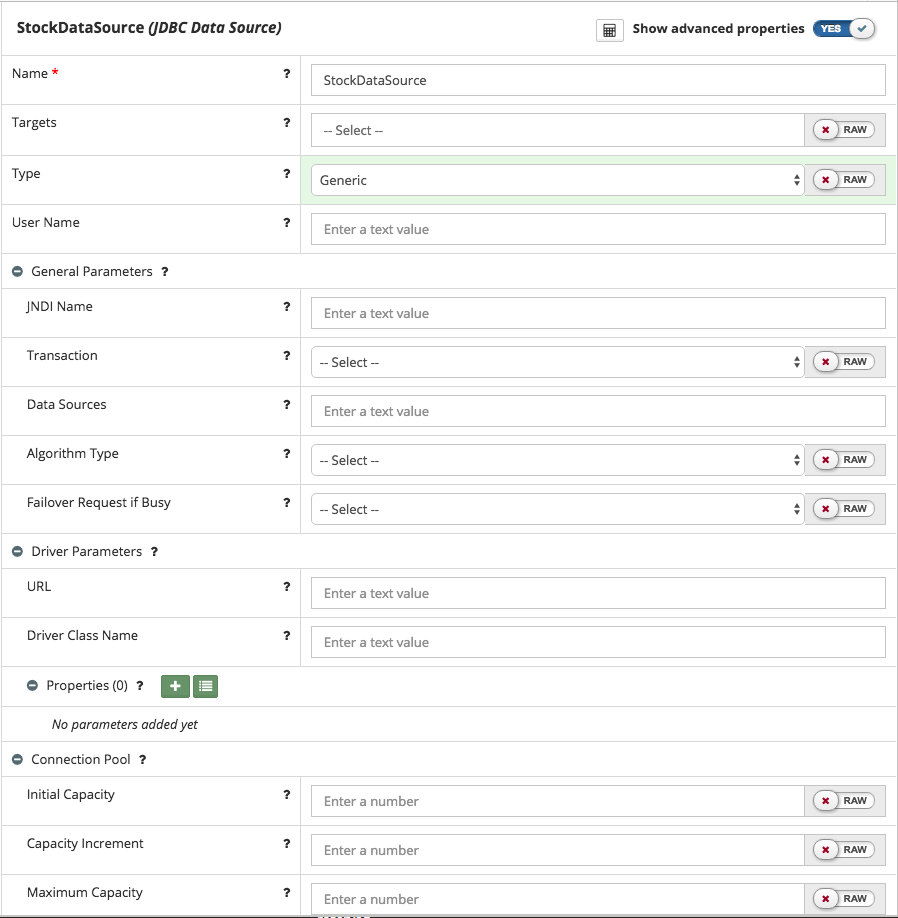 StockDataSource (JDBC Data Source) Show advanced properties YES
Name * ? StockDataSource
Targets ? -- Select -- RAW
Type ? Generic RAW
User Name ? Enter a text value
General Parameters ?
JNDI Name ? Enter a text value
Transaction ? -- Select -- RAW
Data Sources ? Enter a text value
Algorithm Type ? -- Select -- RAW
Failover Request if Busy ? -- Select -- RAW
Driver Parameters ?
URL ? Enter a text value
Driver Class Name ? Enter a text value
Properties (0) ?
No parameters added yet
Connection Pool ?
Initial Capacity ? Enter a number RAW
Capacity Increment ? Enter a number RAW
Maximum Capacity ? Enter a number RAW